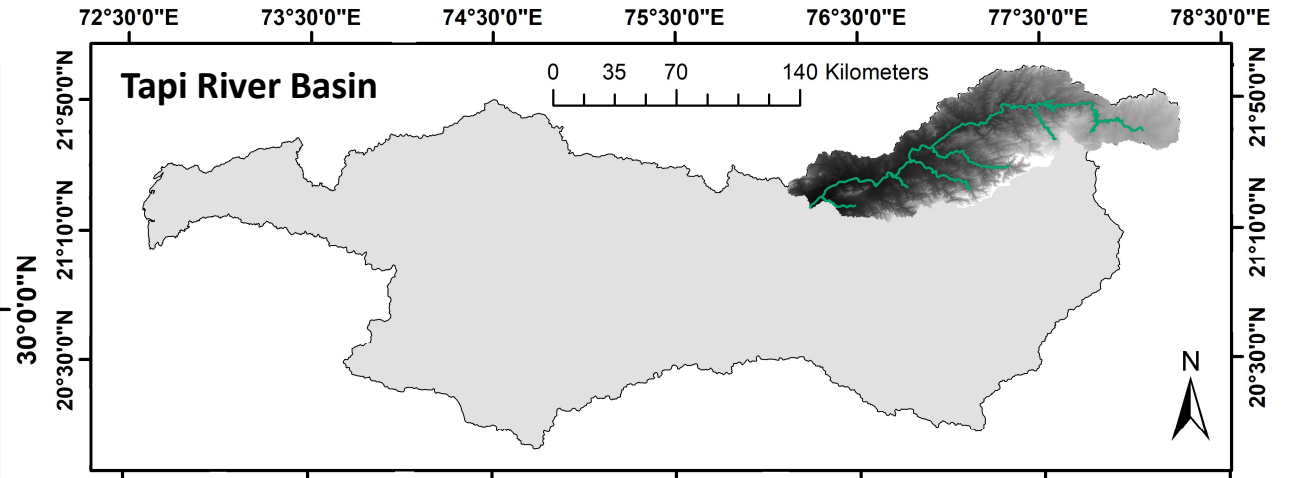 72°30'0"E 73°30'0"E 74°30'0"E 75°30'0"E 76°30'0"E 77°30'0"E 78°30'0"E
Tapi River Basin
0 35 70 140 Kilometers
21°50'0"N
21°10'0"N
20°30'0"N
30°0'0"N
21°50'0"N
21°10'0"N
20°30'0"N
N